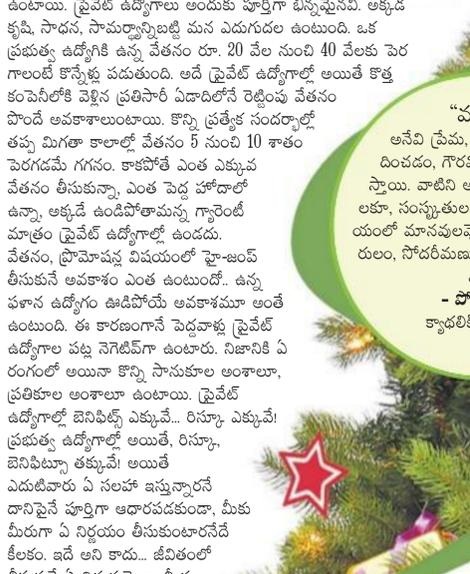 ఉంటాయి. ప్రైవేట్ ఉద్యోగాలు అందుకు పూర్తిగా భిన్నమైనవి. అక్కడ
కృషి, సాధన, సామర్థ్యాన్నిబట్టి మన ఎదుగుదల ఉంటుంది. ఒక
ప్రభుత్వ ఉద్యోగికి ఉన్న వేతనం రూ. 20 వేల నుంచి 40 వేలకు పెర
గాలంటే కొన్నేళ్లు పడుతుంది. అదే ప్రైవేట్ ఉద్యోగాల్లో అయితే కొత్త
కంపెనీలోకి వెళ్లిన ప్రతిసారీ ఏడాదిలోనే రెట్టింపు వేతనం
పొందే అవకాశాలుంటాయి. కొన్ని ప్రత్యేక సందర్భాల్లో
తప్ప మిగతా కాలాల్లో వేతనం 5 నుంచి 10 శాతం
పెరగడమే గగనం. కాకపోతే ఎంత ఎక్కువ
వేతనం తీసుకున్నా, ఎంత పెద్ద హోదాలో
ఉన్నా, అక్కడే ఉండిపోతామన్న గ్యారెంటీ
మాత్రం ప్రైవేట్ ఉద్యోగాల్లో ఉండదు.
వేతనం, ప్రొమోషన్ల విషయంలో హై-జంప్
తీసుకునే అవకాశం ఎంత ఉంటుందో.. ఉన్న
ఫళాన ఉద్యోగం ఊడిపోయే అవకాశమూ అంతే
ఉంటుంది. ఈ కారణంగానే పెద్దవాళ్లు ప్రైవేట్
ఉద్యోగాల పట్ల నెగెటివ్‌గా ఉంటారు. నిజానికి ఏ
రంగంలో అయినా కొన్ని సానుకూల అంశాలూ,
ప్రతికూల అంశాలూ ఉంటాయి. ప్రైవేట్
ఉద్యోగాల్లో బెనిఫిట్స్ ఎక్కువే... రిస్కూ ఎక్కువే!
ప్రభుత్వ ఉద్యోగాల్లో అయితే, రిస్కూ,
బెనిఫిట్సూ తక్కువే! అయితే
ఎదుటివారు ఏ సలహా ఇస్తున్నారనే
దానిపైనే పూర్తిగా ఆధారపడకుండా, మీకు
మీరుగా ఏ నిర్ణయం తీసుకుంటారనేదే
కీలకం. ఇదే అని కాదు... జీవితంలో
అనేవి ప్రేమ,
దించడం, గౌర
స్తాయి. వాటిని
లకూ, సంస్కృతుల
యంలో మానవులమై
రులం, సోదరీమణు
- పో
క్యాథలిక్